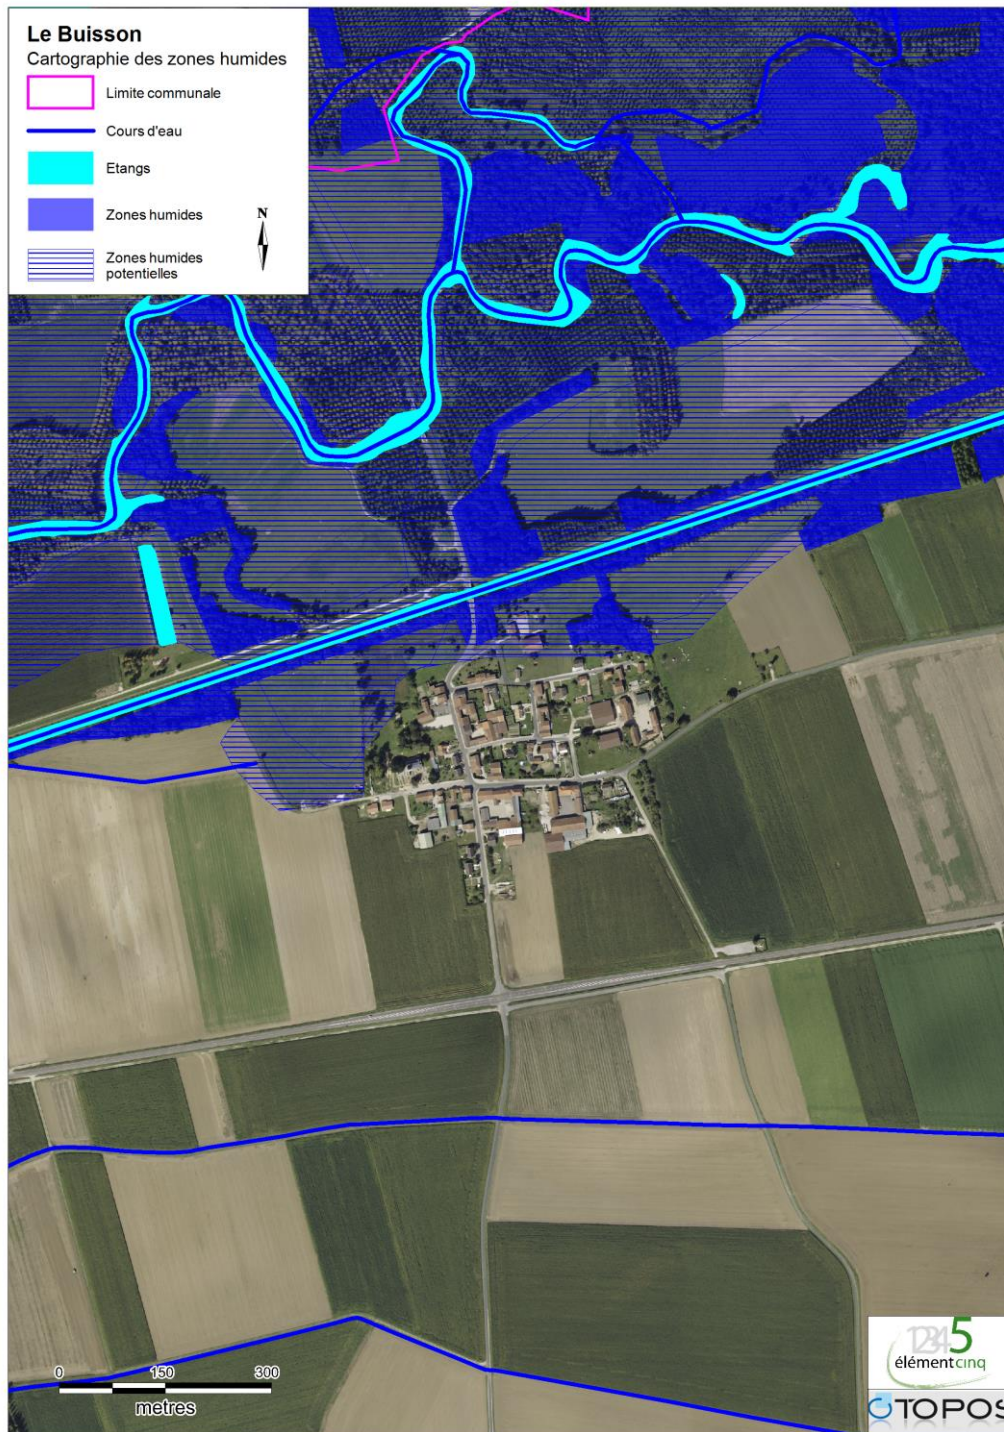 Le Buisson
Cartographie des zones humides
Limite communale
Cours d'eau
Etangs
Zones humides
N
Zones humides
potentielles
0 150 300
metres
12345
élémentcinq
TOPOS